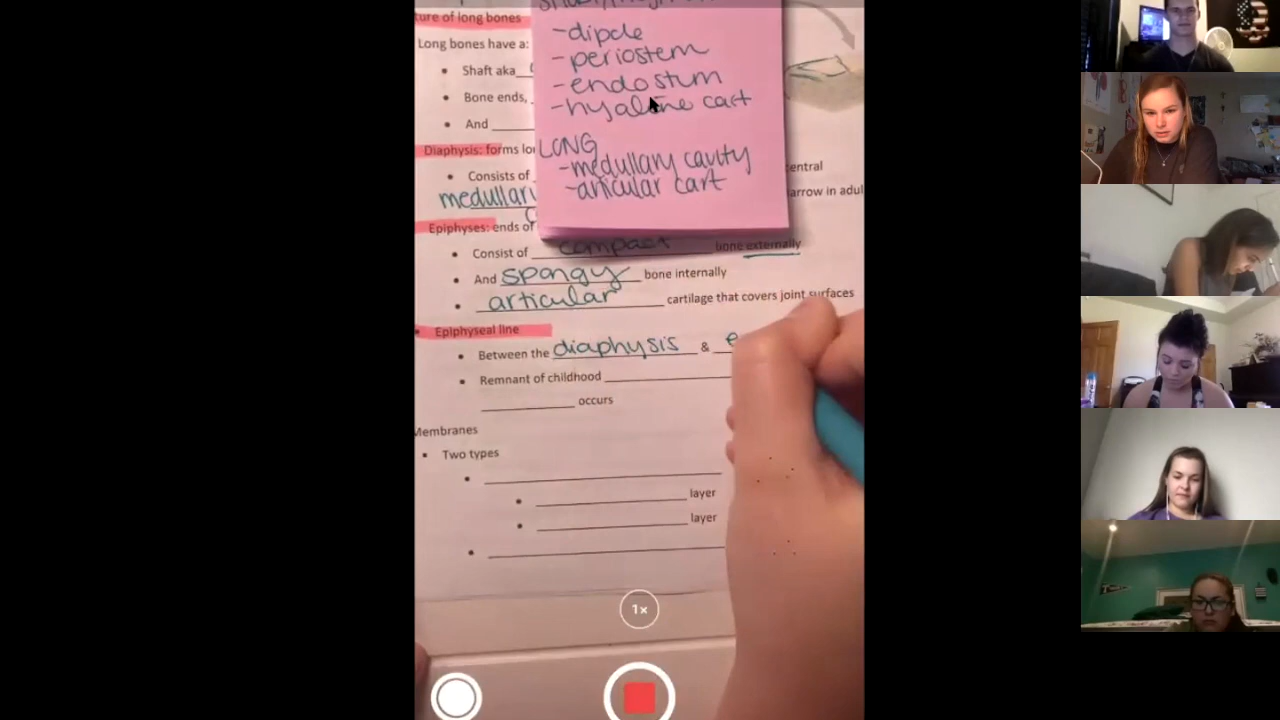 ture of long bones
-dipole
Long bones have a:
-periostem
Shaft aka
-endostum
Bone ends,
-hyaline cart
And
LONG
Diaphysis: forms lon
-medullary cavity
Consists of
entral
-articular cart
medullary
arrow in adul
Epiphyses: ends of
Consist of compact bone externally
And spongy bone internally
articular cartilage that covers joint surfaces
Epiphyseal line
Between the diaphysis & e
Remnant of childhood
occurs
Membranes
Two types
layer
layer
1x